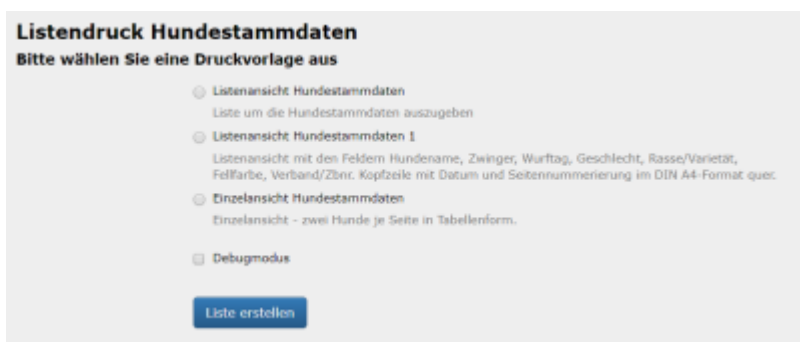 Listendruck Hundestammdaten
Bitte wählen Sie eine Druckvorlage aus
Listenansicht Hundestammdaten
Liste um die Hundestammdaten auszugeben
Listenansicht Hundestammdaten 1
Listenansicht mit den Feldern Hundename, Zwinger, Wurftag, Geschlecht, Rasse/Varietät,
Fellfarbe, Verband/Zbnr. Kopfzeile mit Datum und Seitennummerierung im DIN A4-Format quer.
Einzelansicht Hundestammdaten
Einzelansicht - zwei Hunde je Seite in Tabellenform.
Debugmodus
Liste erstellen